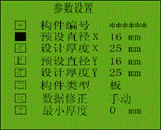 参数设置
构件编号 ******
预设直径X 16 mm
设计厚度X 25 mm
预设直径Y 16 mm
设计厚度Y 25 mm
构件类型 板
数据修正 手动
最小厚度 0 mm